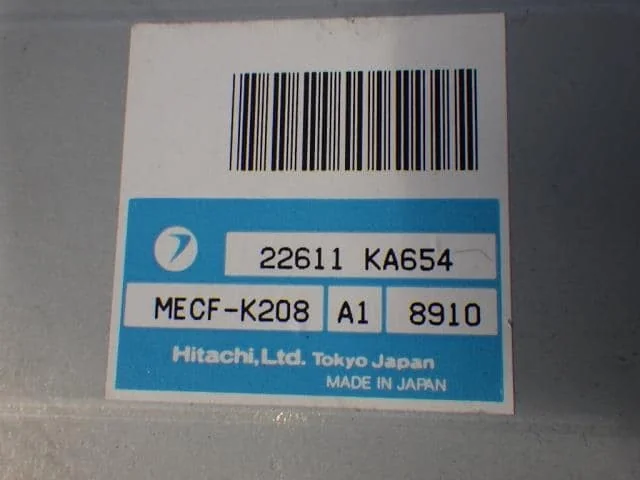 22611 KA654
MECF-K208 A1 8910
Hitachi,Ltd. Tokyo Japan
MADE IN JAPAN